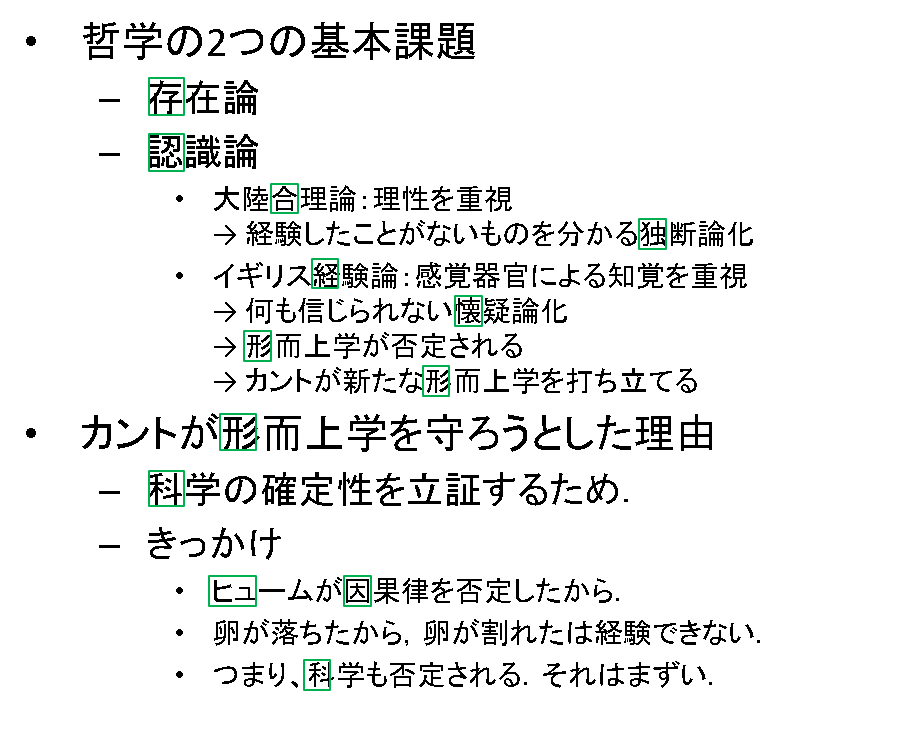 • 哲学の2つの基本課題
– 存在論
– 認識論
• 大陸合理論：理性を重視
→ 経験したことがないものを分かる独断論化
• イギリス経験論：感覚器官による知覚を重視
→ 何も信じられない懐疑論化
→ 形而上学が否定される
→ カントが新たな形而上学を打ち立てる
• カントが形而上学を守ろうとした理由
– 科学の確定性を立証するため．
– きっかけ
• ヒュームが因果律を否定したから．
• 卵が落ちたから，卵が割れたは経験できない．
• つまり、科学も否定される．それはまずい．